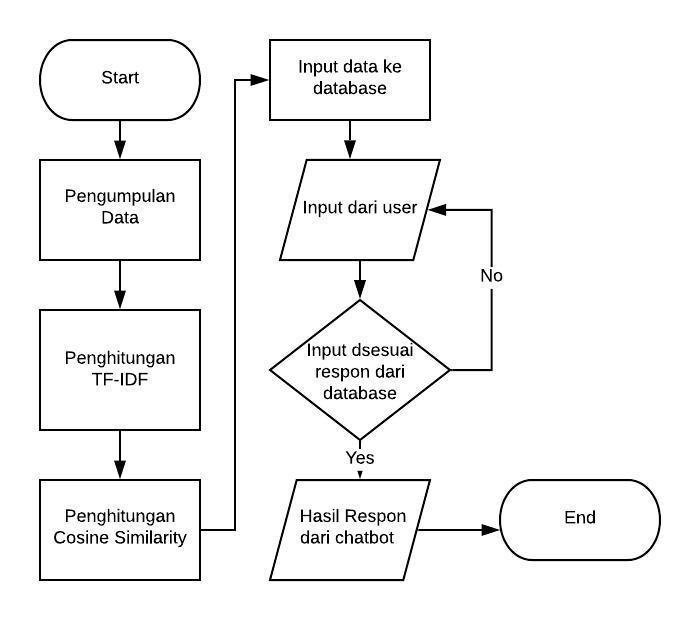 Start
Pengumpulan
Data
Penghitungan
TF-IDF
Penghitungan
Cosine Similarity
Input data ke
database
Input dari user
Input dsesuai
respon dari
database
No
Yes
Hasil Respon
dari chatbot
End